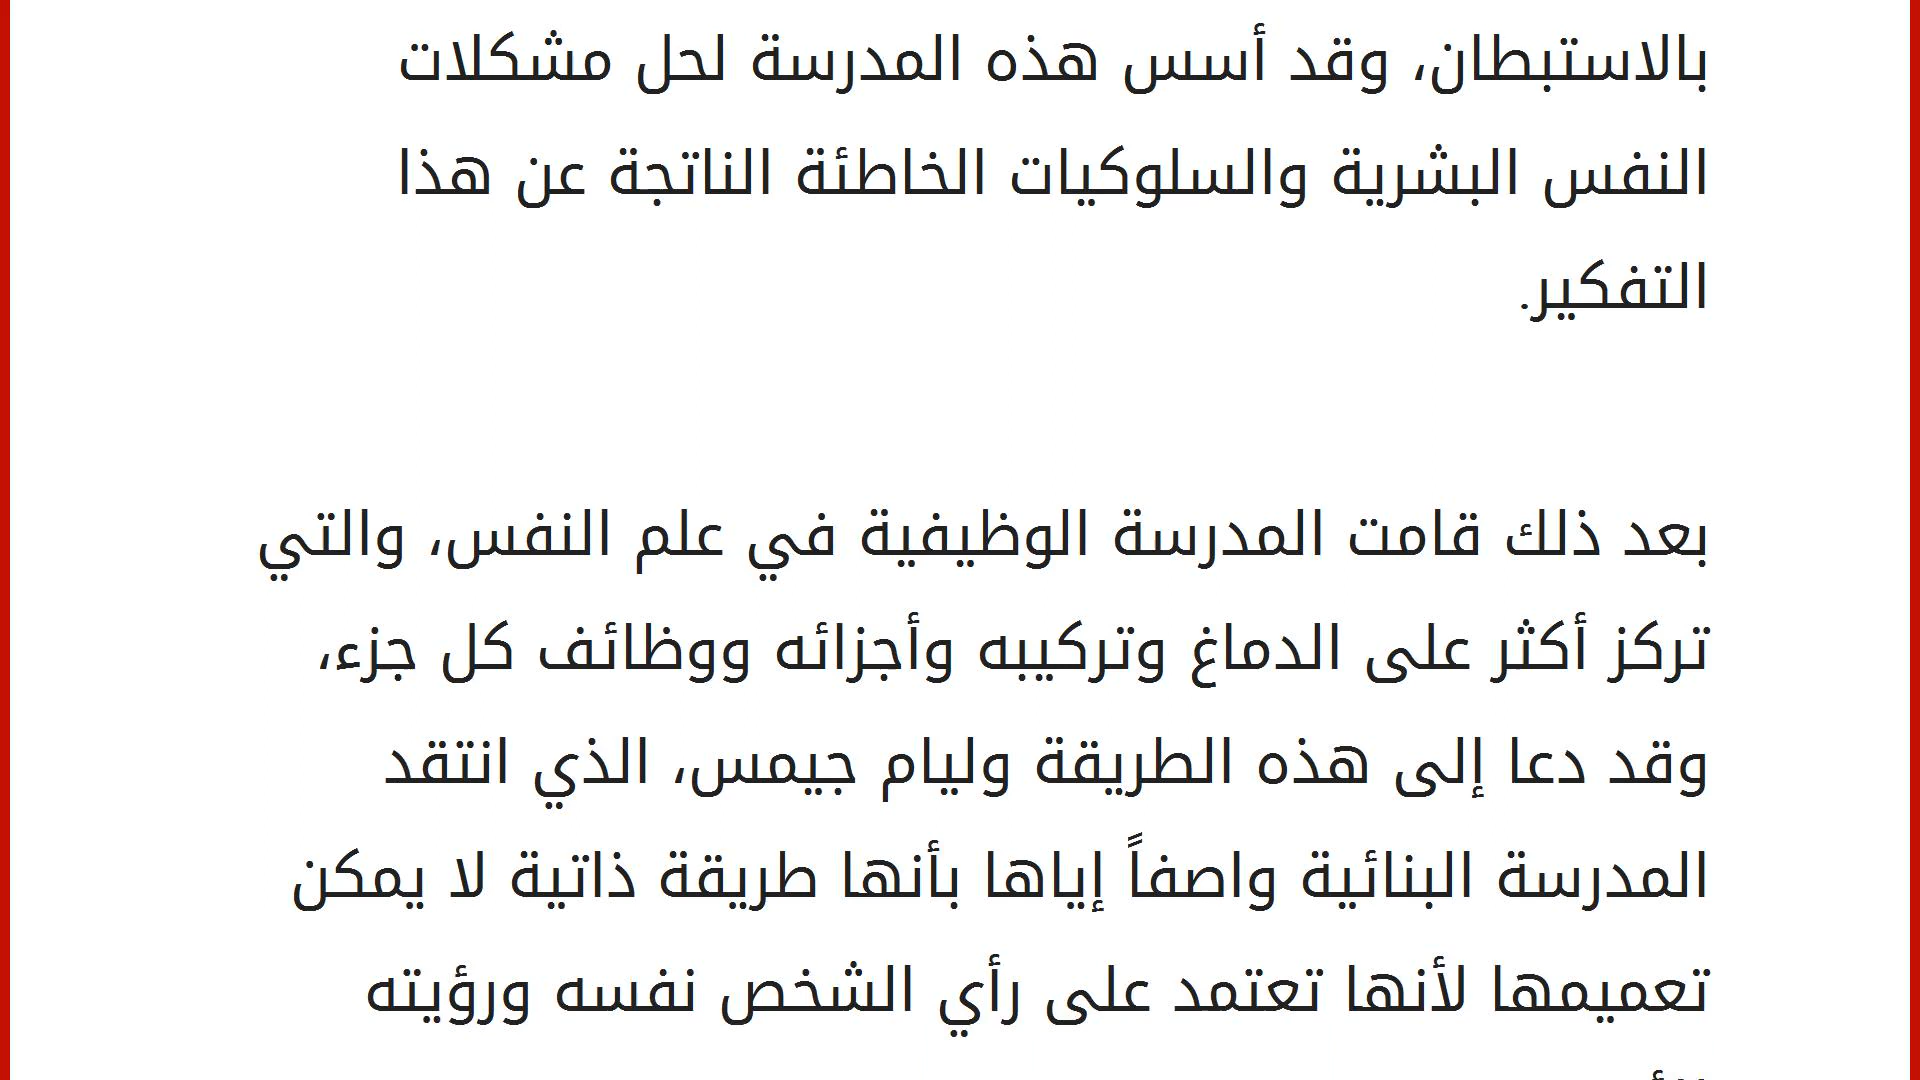 بالاستبطان، وقد أسس هذه المدرسة لحل مشكلات
النفس البشرية والسلوكيات الخاطئة الناتجة عن هذا
التفكير.
بعد ذلك قامت المدرسة الوظيفية في علم النفس، والتي
تركز أكثر على الدماغ وتركيبه وأجزائه ووظائف كل جزء،
وقد دعا إلى هذه الطريقة وليام جيمس، الذي انتقد
المدرسة البنائية واصفاً إياها بأنها طريقة ذاتية لا يمكن
تعميمها لأنها تعتمد على رأي الشخص نفسه ورؤيته